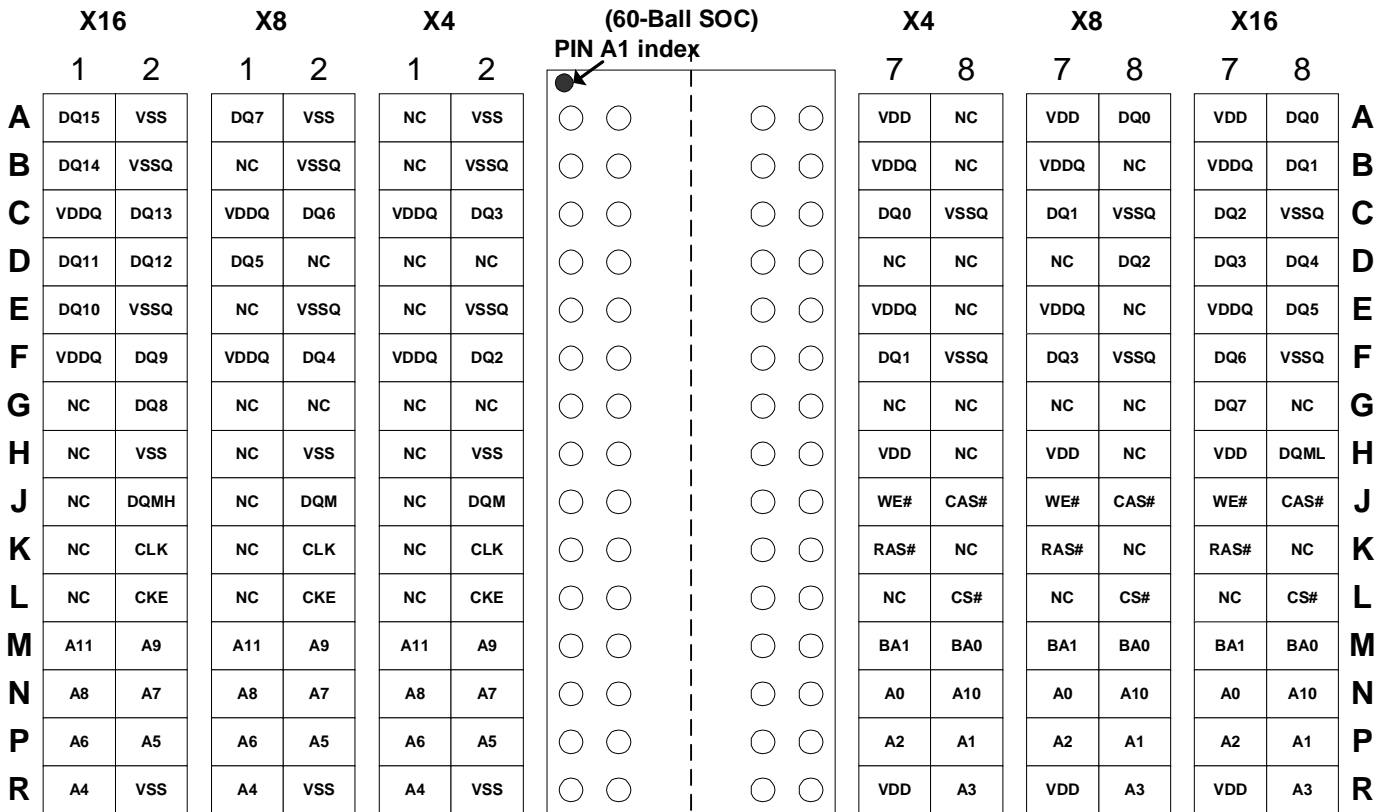 X16 X8 X4 (60-Ball SOC) X4 X8 X16
PIN A1 index
1 2 1 2 1 2 7 8 7 8 7 8
A DQ15 VSS DQ7 VSS NC VSS VDD NC VDD DQ0 VDD DQ0 A
B DQ14 VSSQ NC VSSQ NC VSSQ VDDQ NC VDDQ NC VDDQ DQ1 B
C VDDQ DQ13 VDDQ DQ6 VDDQ DQ3 DQ0 VSSQ DQ1 VSSQ DQ2 VSSQ C
D DQ11 DQ12 DQ5 NC NC NC NC NC NC DQ2 DQ3 DQ4 D
E DQ10 VSSQ NC VSSQ NC VSSQ VDDQ NC VDDQ NC VDDQ DQ5 E
F VDDQ DQ9 VDDQ DQ4 VDDQ DQ2 DQ1 VSSQ DQ3 VSSQ DQ6 VSSQ F
G NC DQ8 NC NC NC NC NC NC NC NC DQ7 NC G
H NC VSS NC VSS NC VSS VDD NC VDD NC VDD DQML H
J NC DQMH NC DQM NC DQM WE# CAS# WE# CAS# WE# CAS# J
K NC CLK NC CLK NC CLK RAS# NC RAS# NC RAS# NC K
L NC CKE NC CKE NC CKE NC CS# NC CS# NC CS# L
M A11 A9 A11 A9 A11 A9 BA1 BA0 BA1 BA0 BA1 BA0 M
N A8 A7 A8 A7 A8 A7 A0 A10 A0 A10 A0 A10 N
P A6 A5 A6 A5 A6 A5 A2 A1 A2 A1 A2 A1 P
R A4 VSS A4 VSS A4 VSS VDD A3 VDD A3 VDD A3 R